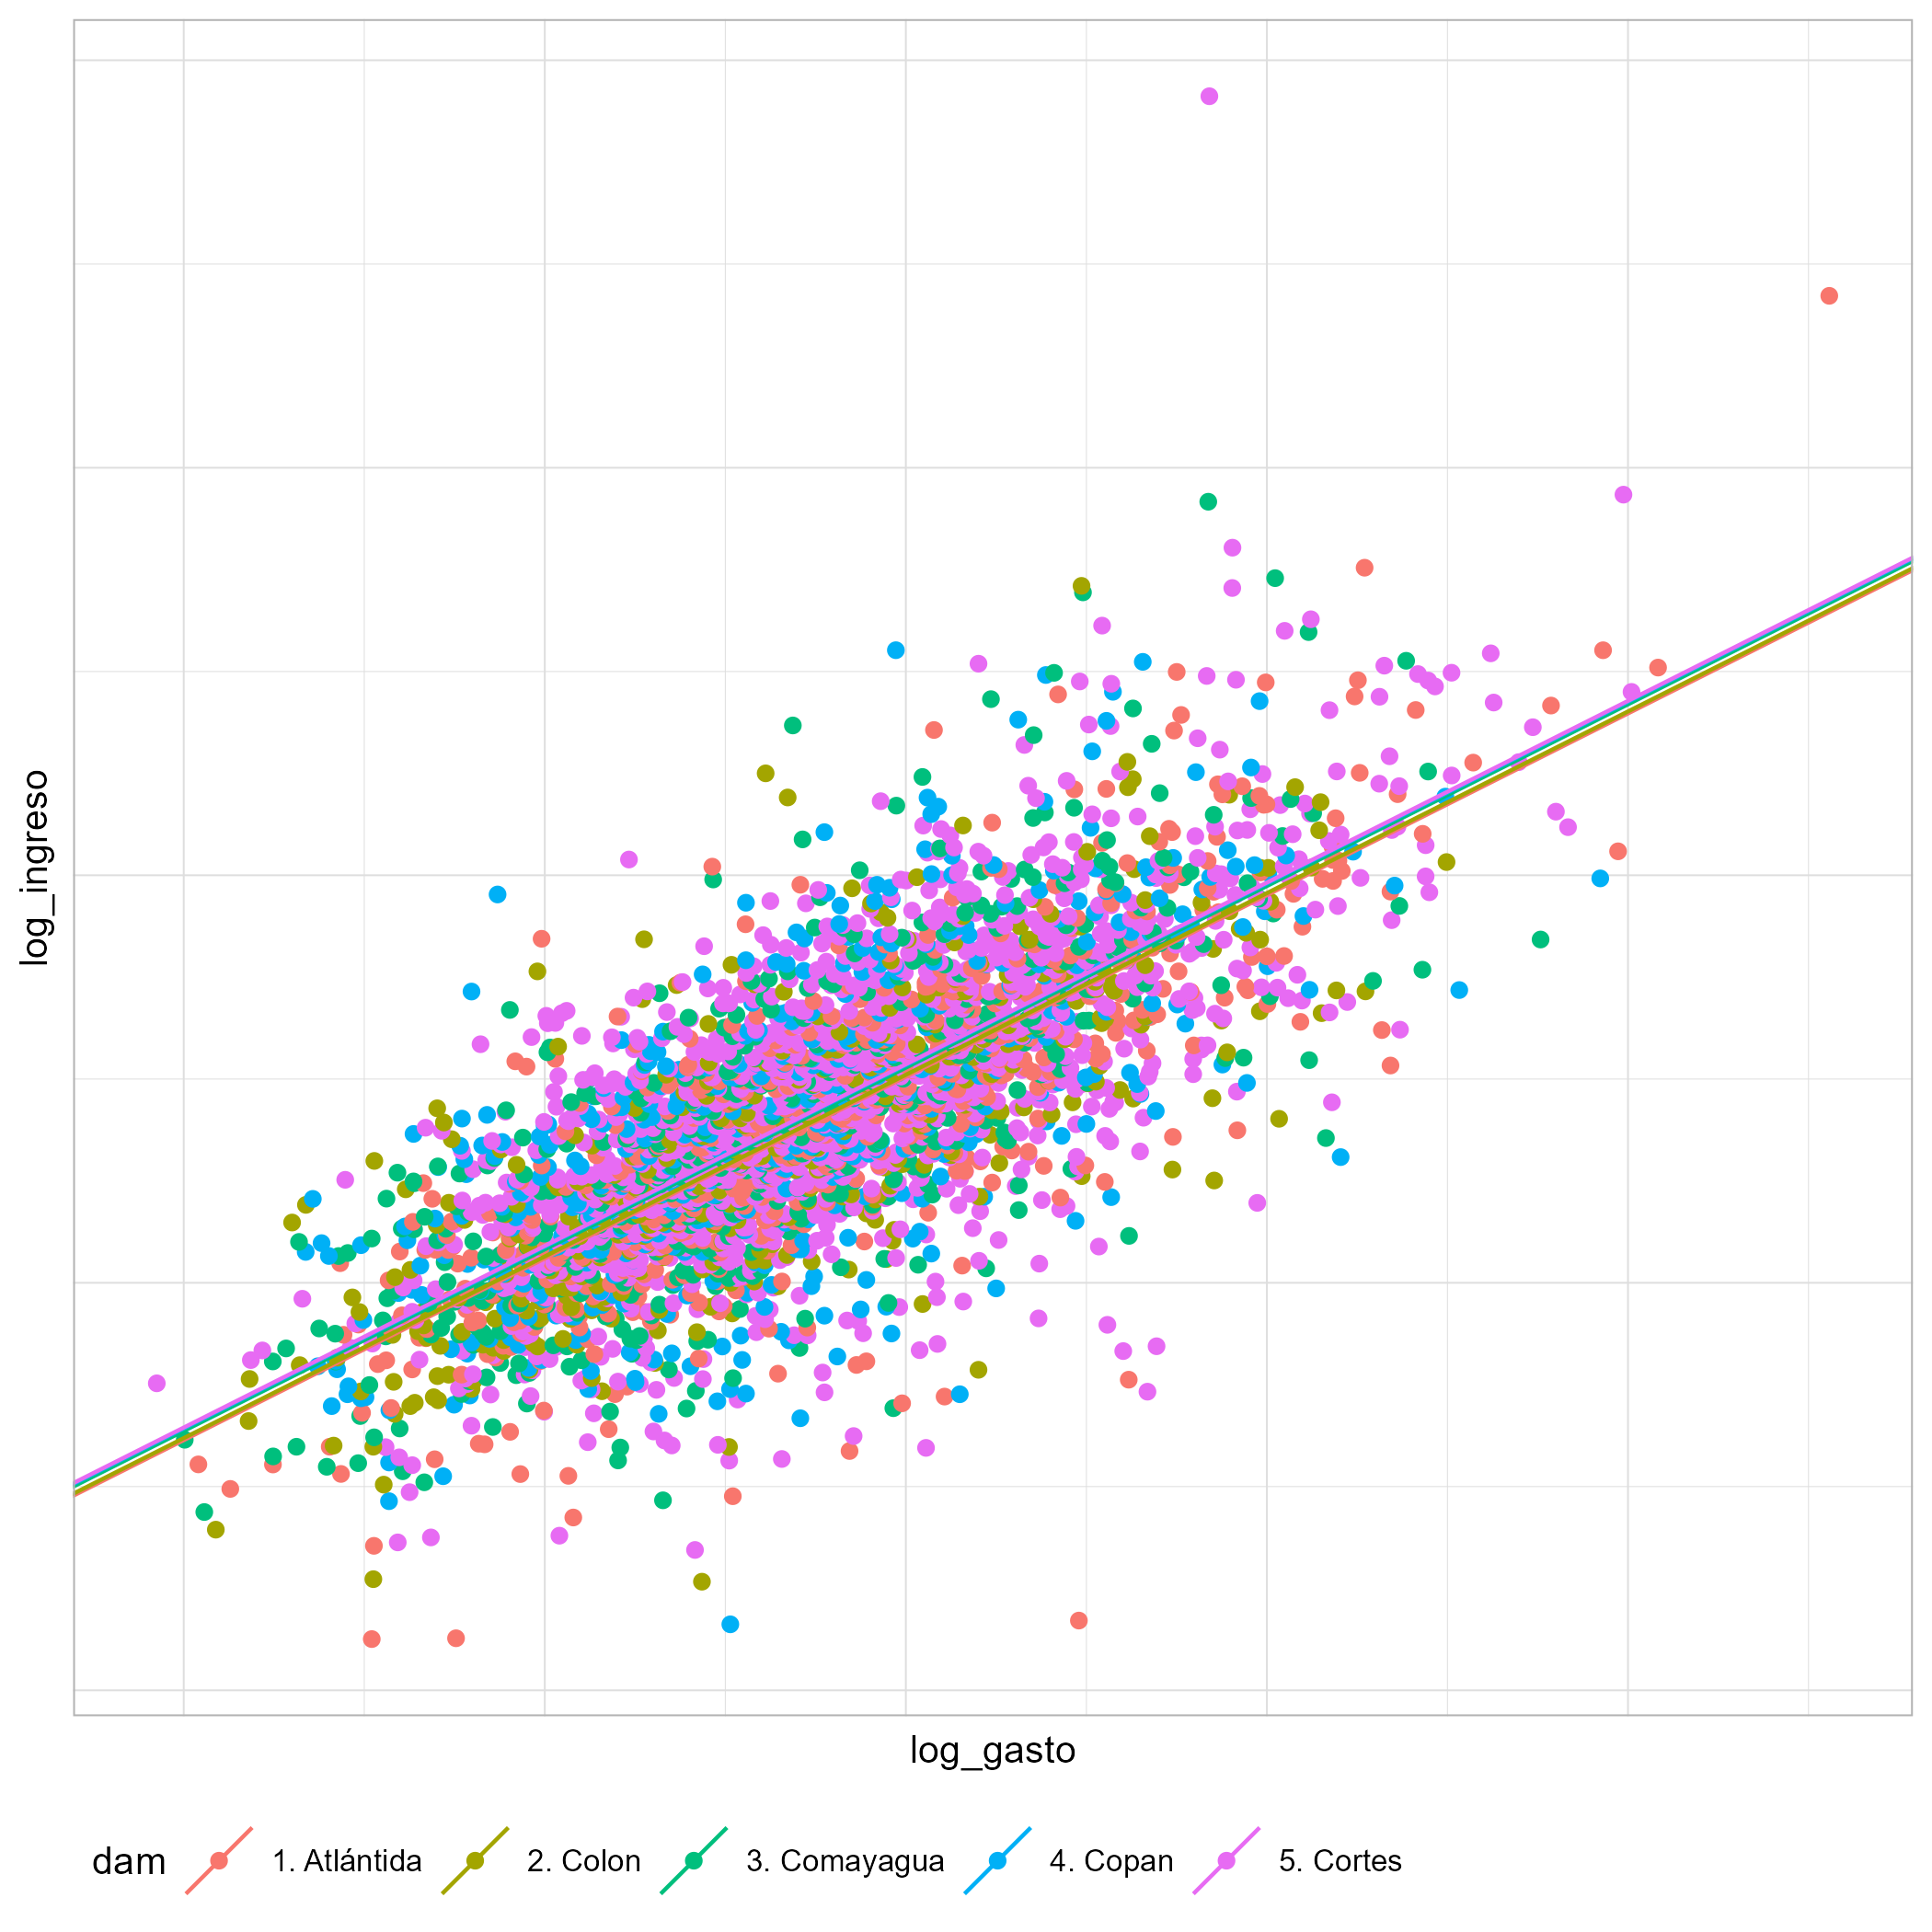 log_ingreso
log_gasto
dam 1. Atlántida 2. Colon 3. Comayagua 4. Copan 5. Cortes